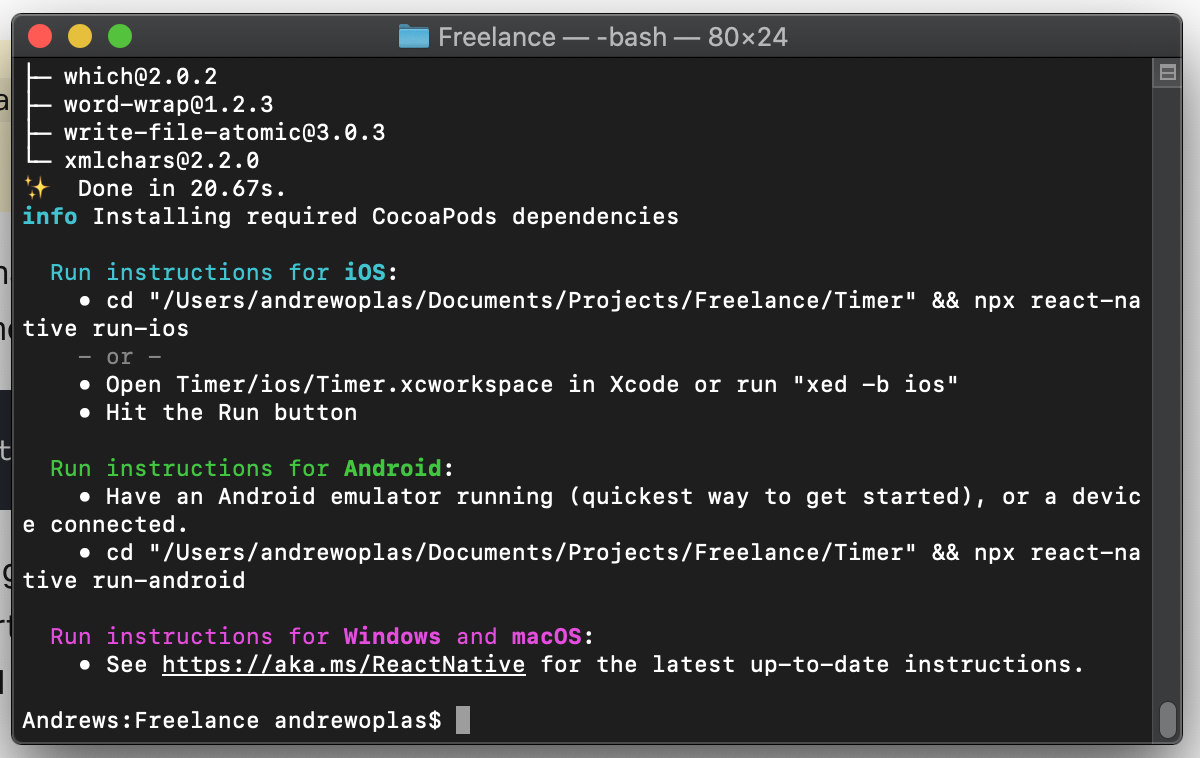 Freelance — -bash — 80×24
├─ which@2.0.2
├─ word-wrap@1.2.3
├─ write-file-atomic@3.0.3
└─ xmlchars@2.2.0
✨  Done in 20.67s.
info Installing required CocoaPods dependencies
Run instructions for iOS:
• cd "/Users/andrewoplas/Documents/Projects/Freelance/Timer" && npx react-na
tive run-ios
- or -
• Open Timer/ios/Timer.xcworkspace in Xcode or run "xed -b ios"
• Hit the Run button
Run instructions for Android:
• Have an Android emulator running (quickest way to get started), or a devic
e connected.
• cd "/Users/andrewoplas/Documents/Projects/Freelance/Timer" && npx react-na
tive run-android
Run instructions for Windows and macOS:
• See https://aka.ms/ReactNative for the latest up-to-date instructions.
Andrews:Freelance andrewoplas$